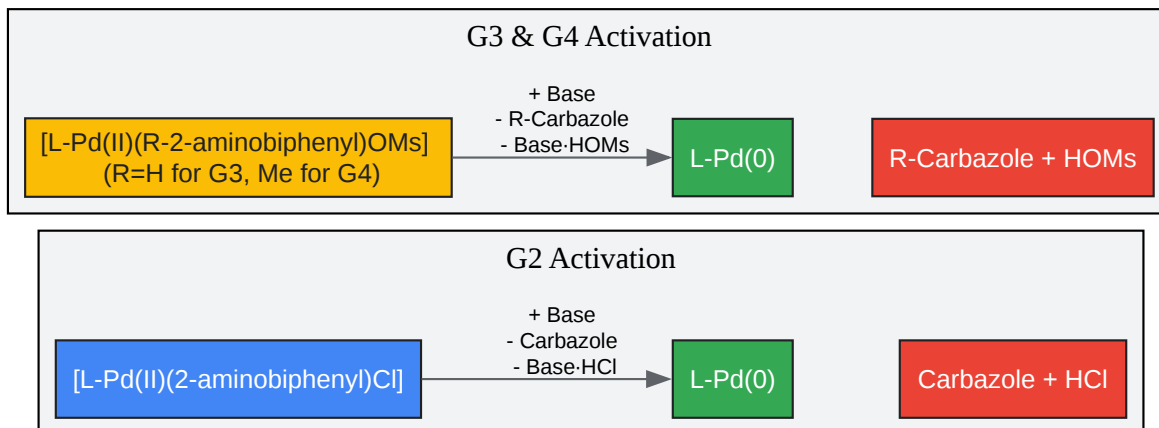 G3 & G4 Activation
+ Base
- R-Carbazole
- Base·HOMs
[L-Pd(II)(R-2-aminobiphenyl)OMs]
(R=H for G3, Me for G4)
L-Pd(0)
R-Carbazole + HOMs
G2 Activation
+ Base
- Carbazole
- Base·HCl
[L-Pd(II)(2-aminobiphenyl)Cl]
L-Pd(0)
Carbazole + HCl